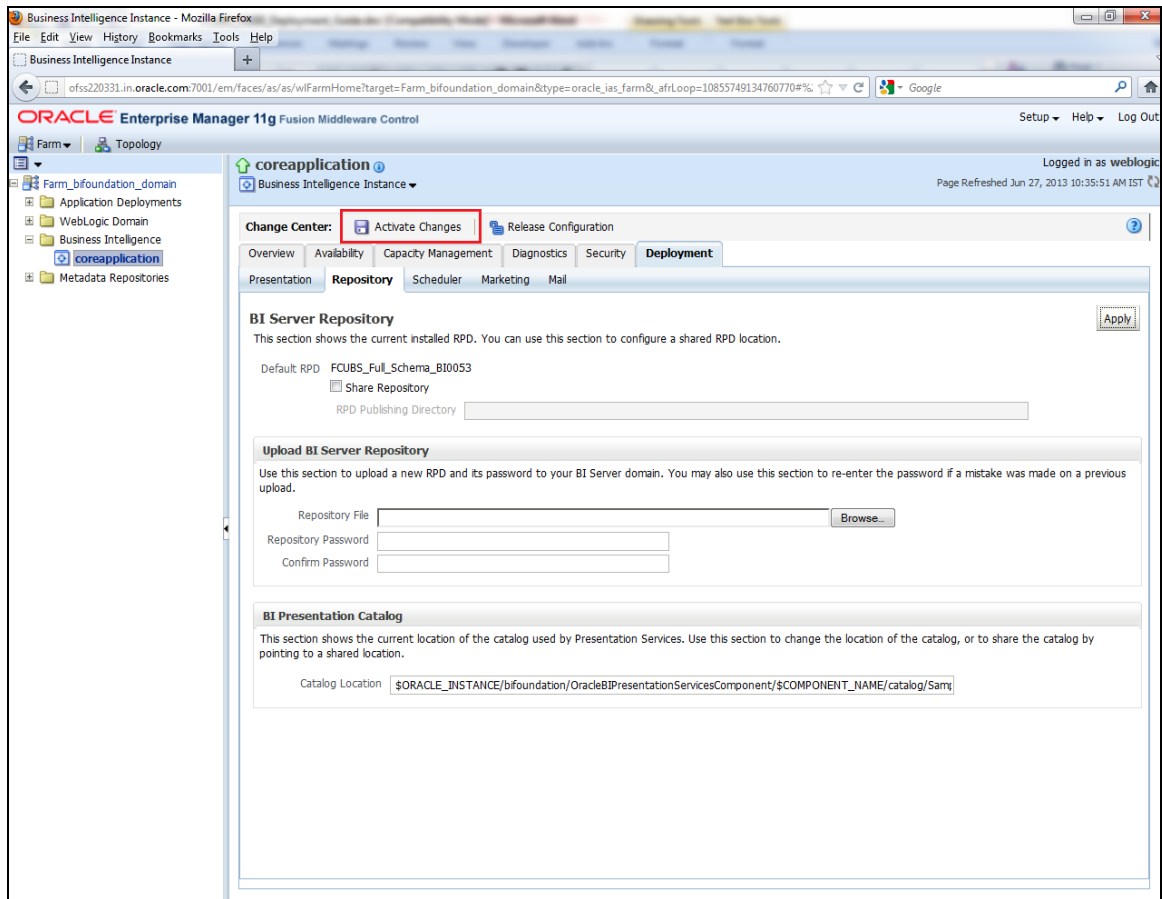 Business Intelligence Instance - Mozilla Firefox
File Edit View History Bookmarks Tools Help
Business Intelligence Instance +
ofss220331.in.oracle.com:7001/em/faces/as/as/wlFarmHome?target=Farm_bifoundation_domain&type=oracle_ias_farm&_afrLoop=10855749134760770#% Google
ORACLE Enterprise Manager 11g Fusion Middleware Control Setup Help Log Out
Farm Topology
coreapplication Logged in as weblogic
Farm_bifoundation_domain Business Intelligence Instance Page Refreshed Jun 27, 2013 10:35:51 AM IST
Application Deployments
WebLogic Domain
Business Intelligence
coreapplication
Metadata Repositories
Change Center: Activate Changes Release Configuration
Overview Availability Capacity Management Diagnostics Security Deployment
Presentation Repository Scheduler Marketing Mail
BI Server Repository Apply
This section shows the current installed RPD. You can use this section to configure a shared RPD location.
Default RPD FCUBS_Full_Schema_BI0053
Share Repository
RPD Publishing Directory
Upload BI Server Repository
Use this section to upload a new RPD and its password to your BI Server domain. You may also use this section to re-enter the password if a mistake was made on a previous
upload.
Repository File Browse...
Repository Password
Confirm Password
BI Presentation Catalog
This section shows the current location of the catalog used by Presentation Services. Use this section to change the location of the catalog, or to share the catalog by
pointing to a shared location.
Catalog Location $ORACLE_INSTANCE/bifoundation/OracleBIPresentationServicesComponent/$COMPONENT_NAME/catalog/Sam